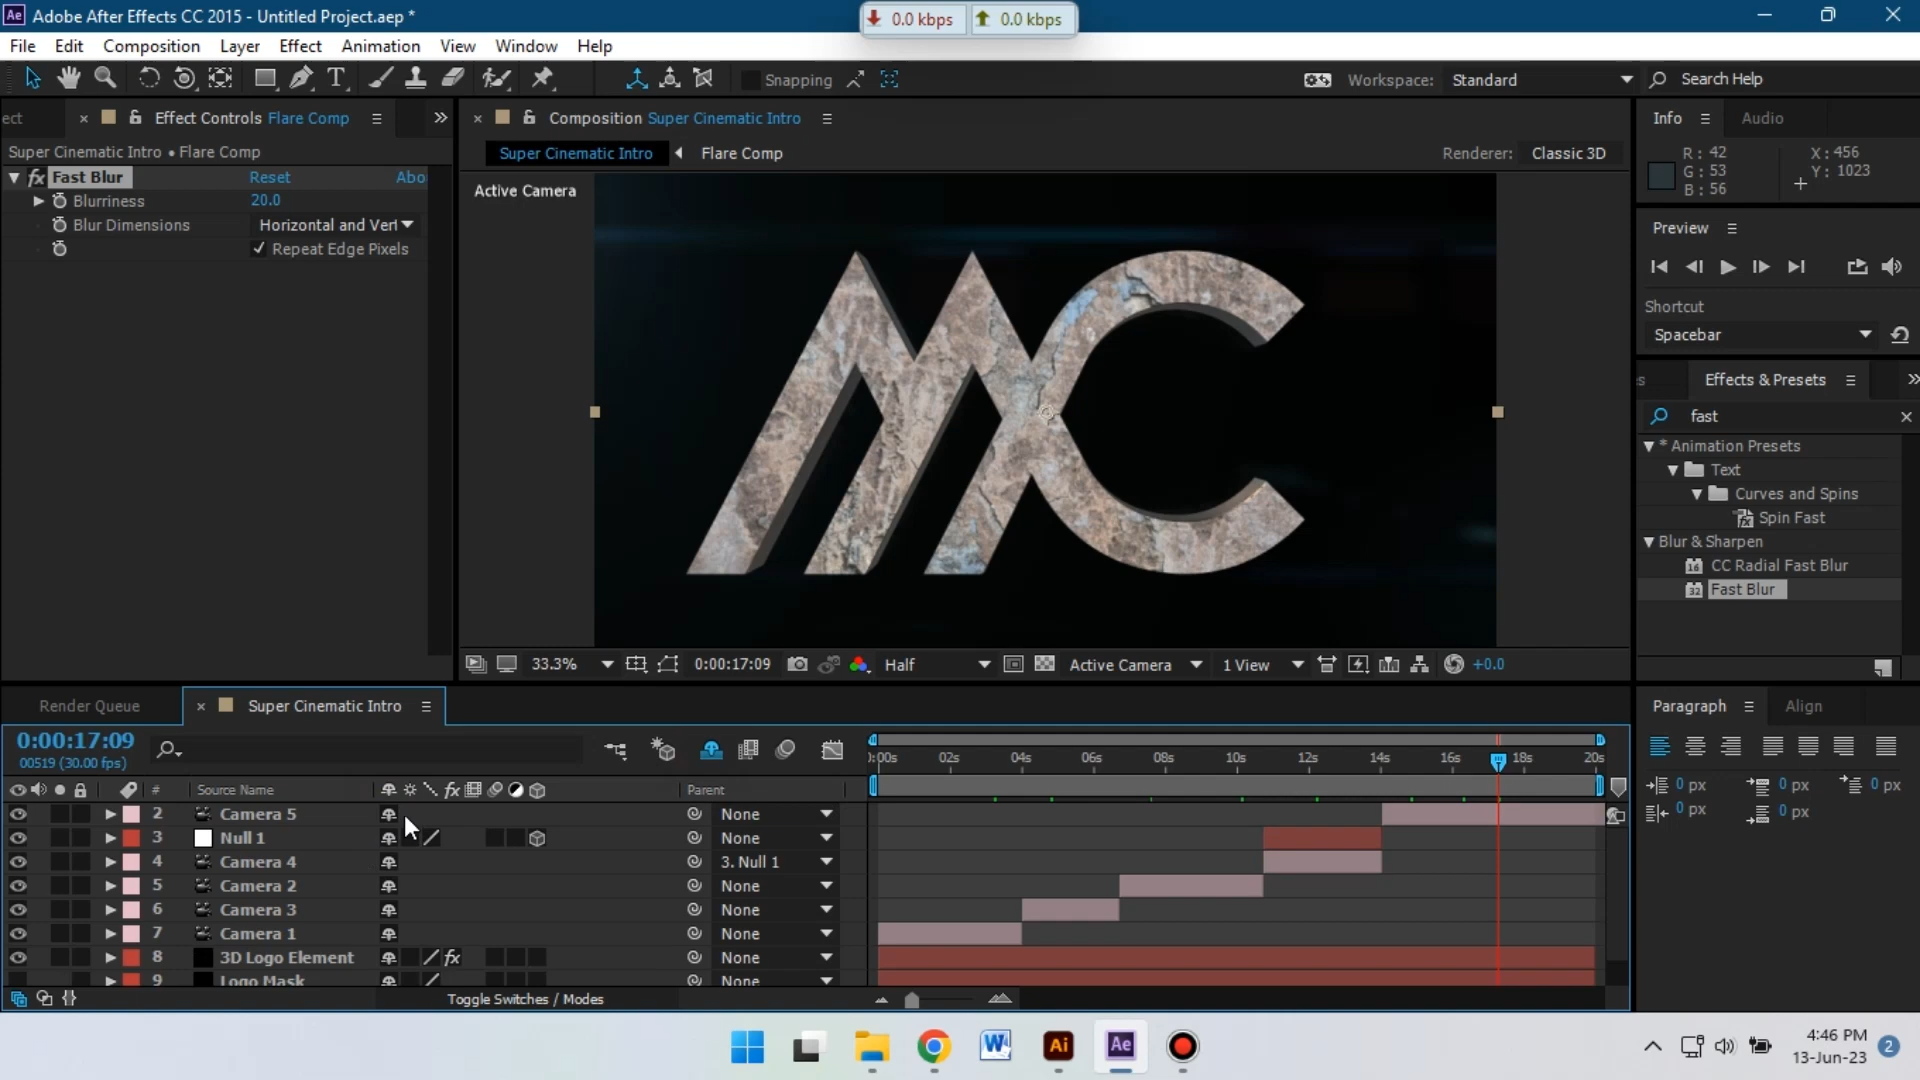 Adobe After Effects CC 2015 - Untitled Project.aep *
0.0 kbps
0.0 kbps
File Edit Composition Layer Effect Animation View Window Help
Snapping
Workspace: Standard
Search Help
ect
Effect Controls Flare Comp
Super Cinematic Intro • Flare Comp
fx Fast Blur Reset Abo
Blurriness 20.0
Blur Dimensions Horizontal and Vert
Repeat Edge Pixels
Composition Super Cinematic Intro
Super Cinematic Intro Flare Comp
Renderer: Classic 3D
Active Camera
MC
33.3% 0:00:17:09 Half Active Camera 1 View +0.0
Info Audio
R: 42
G: 53
B: 56
X: 456
Y: 1023
Preview
Shortcut
Spacebar
s Effects & Presets
fast
* Animation Presets
Text
Curves and Spins
Spin Fast
Blur & Sharpen
CC Radial Fast Blur
Fast Blur
Paragraph Align
0 px 0 px 0 px
0 px 0 px
Render Queue Super Cinematic Intro
0:00:17:09
00519 (30.00 fps)
# Source Name fx Parent
):00s 02s 04s 06s 08s 10s 12s 14s 16s 18s 20s
2 Camera 5 None
3 Null 1 None
4 Camera 4 3. Null 1
5 Camera 2 None
6 Camera 3 None
7 Camera 1 None
8 3D Logo Element fx None
9 Logo Mask None
Toggle Switches / Modes
W Ai Ae
4:46 PM
13-Jun-23
2